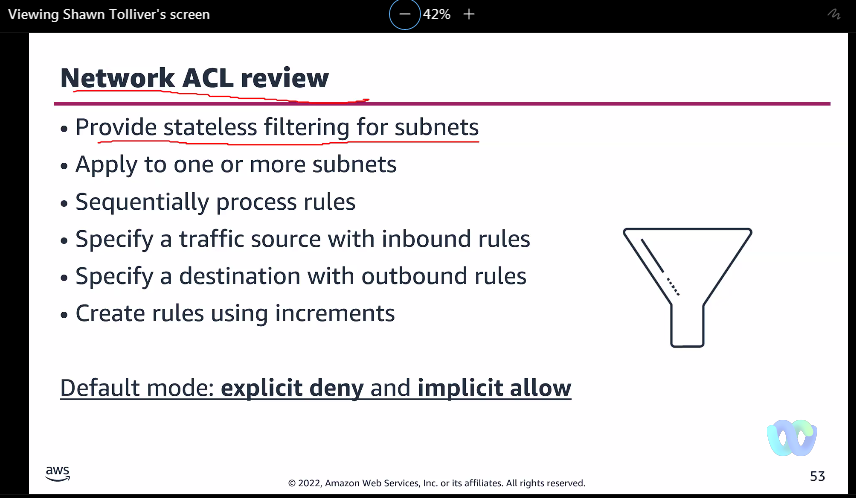 Viewing Shawn Tolliver's screen
42%
Network ACL review
• Provide stateless filtering for subnets
• Apply to one or more subnets
• Sequentially process rules
• Specify a traffic source with inbound rules
• Specify a destination with outbound rules
• Create rules using increments
Default mode: explicit deny and implicit allow
aws
© 2022, Amazon Web Services, Inc. or its affiliates. All rights reserved.
53